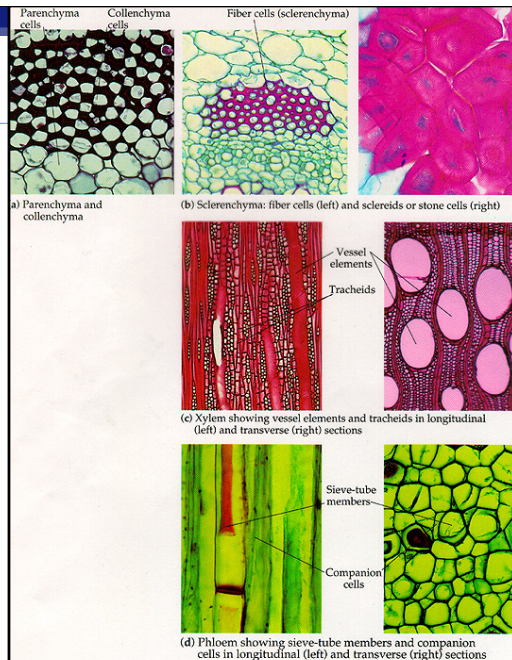 Parenchyma
cells
Collenchyma
cells
Fiber cells (sclerenchyma)
a) Parenchyma and
collenchyma
(b) Sclerenchyma: fiber cells (left) and sclereids or stone cells (right)
Vessel
elements
Tracheids
(c) Xylem showing vessel elements and tracheids in longitudinal
(left) and transverse (right) sections
Sieve-tube
members
Companion
cells
(d) Phloem showing sieve-tube members and companion
cells in longitudinal (left) and transverse (right) sections